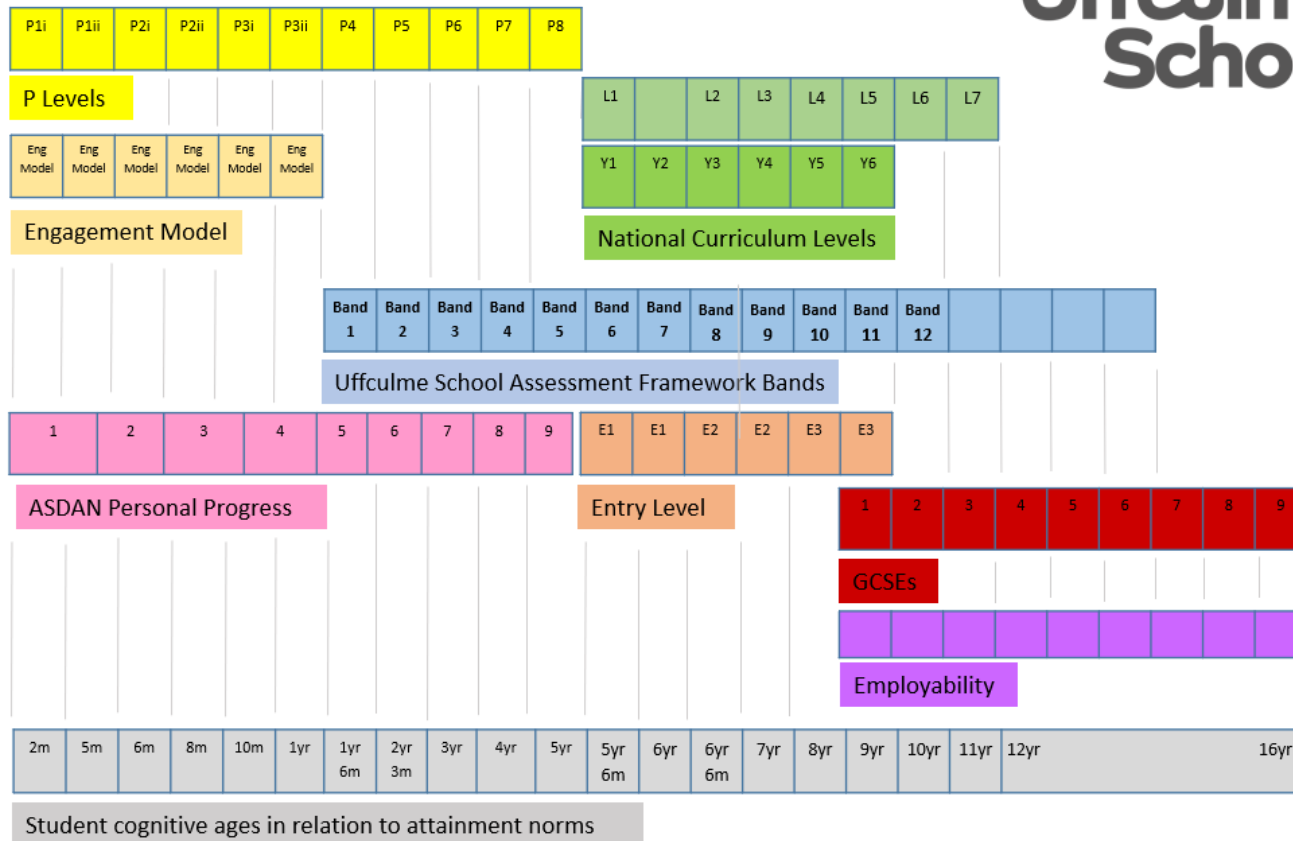 Uffculm
Scho
P1i P1ii P2i P2ii P3i P3ii P4 P5 P6 P7 P8
P Levels
L1 L2 L3 L4 L5 L6 L7
Eng Model Eng Model Eng Model Eng Model Eng Model Eng Model
Y1 Y2 Y3 Y4 Y5 Y6
Engagement Model
National Curriculum Levels
Band 1 Band 2 Band 3 Band 4 Band 5 Band 6 Band 7 Band 8 Band 9 Band 10 Band 11 Band 12
Uffculme School Assessment Framework Bands
1 2 3 4 5 6 7 8 9
E1 E1 E2 E2 E3 E3
ASDAN Personal Progress
Entry Level
1 2 3 4 5 6 7 8 9
GCSEs
Employability
2m 5m 6m 8m 10m 1yr 1yr 6m 2yr 3m 3yr 4yr 5yr 5yr 6m 6yr 6yr 6m 7yr 8yr 9yr 10yr 11yr 12yr 16yr
Student cognitive ages in relation to attainment norms